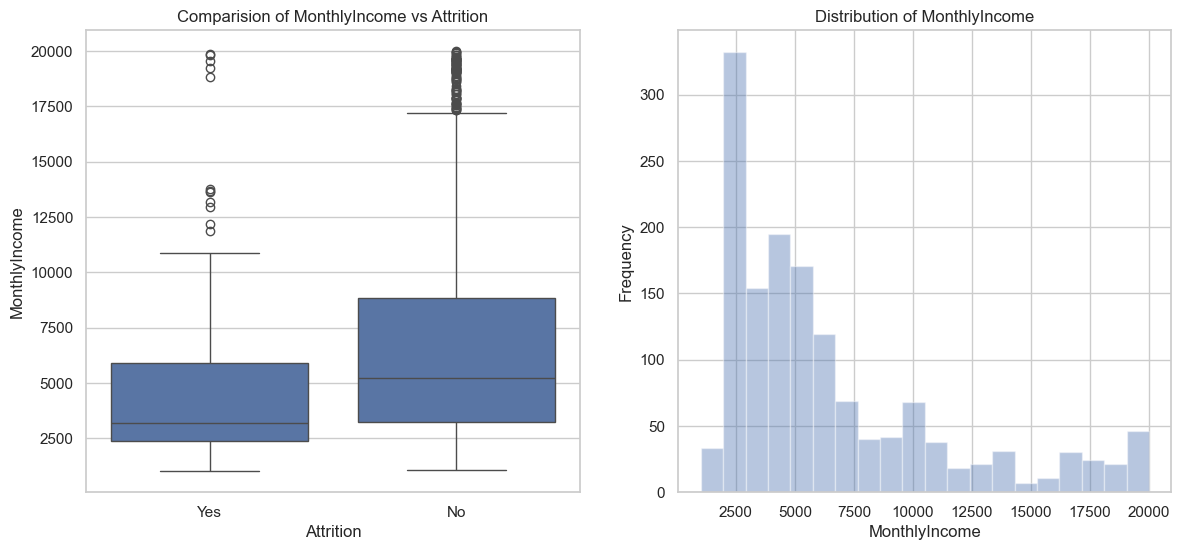 Comparision of MonthlyIncome vs Attrition
20000
17500
15000
12500
10000
7500
5000
2500
MonthlyIncome
Yes
No
Attrition
Distribution of MonthlyIncome
300
250
200
150
100
50
0
Frequency
2500
5000
7500
10000
12500
15000
17500
20000
MonthlyIncome